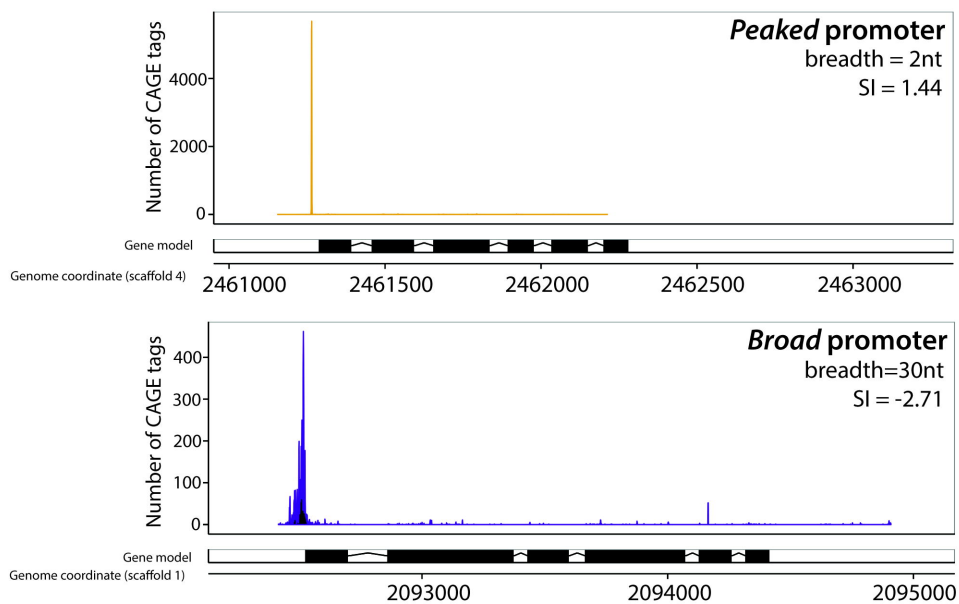 Peaked promoter
breadth = 2nt
SI = 1.44
Number of CAGE tags
4000
2000
0
Gene model
Genome coordinate (scaffold 4)
2461000 2461500 2462000 2462500 2463000
Broad promoter
breadth=30nt
SI = -2.71
Number of CAGE tags
400
300
200
100
0
Gene model
Genome coordinate (scaffold 1)
2093000 2094000 2095000